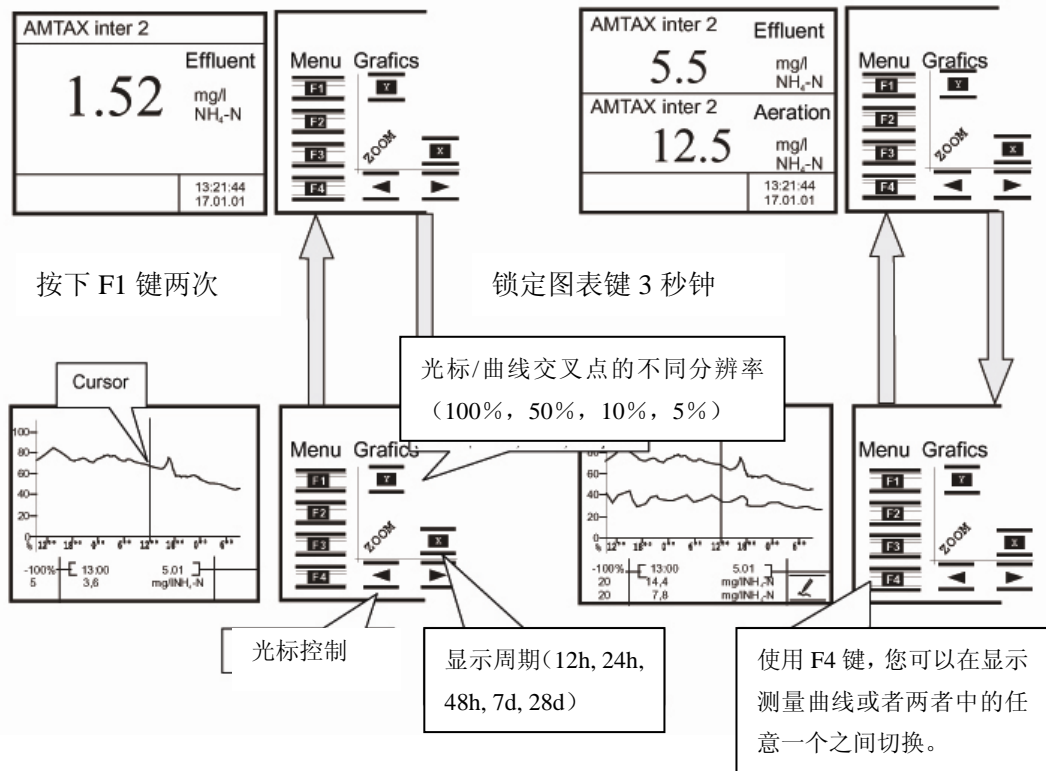 AMTAX inter 2
Effluent
1.52
mg/l
NH₄-N
13:21:44
17.01.01
Menu Grafics
F1
Y
F2
ZOOM
F3
X
F4
AMTAX inter 2
Effluent
5.5
mg/l
NH₄-N
AMTAX inter 2
Aeration
12.5
mg/l
NH₄-N
13:21:44
17.01.01
Menu Grafics
F1
Y
F2
ZOOM
F3
X
F4
按下 F1 键两次
锁定图表键 3 秒钟
光标/曲线交叉点的不同分辨率
（100％，50％，10％，5％）
Cursor
100
80
60
40
20
0
%
-100%
13:00
5.01
5
3,6
mg/lNH₄-N
Menu Grafics
F1
Y
F2
ZOOM
F3
X
F4
80
60
40
20
%
-100%
13:00
5.01
20
14,4
mg/lNH₄-N
20
7,8
mg/lNH₄-N
Menu Grafics
F1
Y
F2
ZOOM
F3
X
F4
光标控制
显示周期（12h, 24h,
48h, 7d, 28d）
使用 F4 键，您可以在显示
测量曲线或者两者中的任
意一个之间切换。